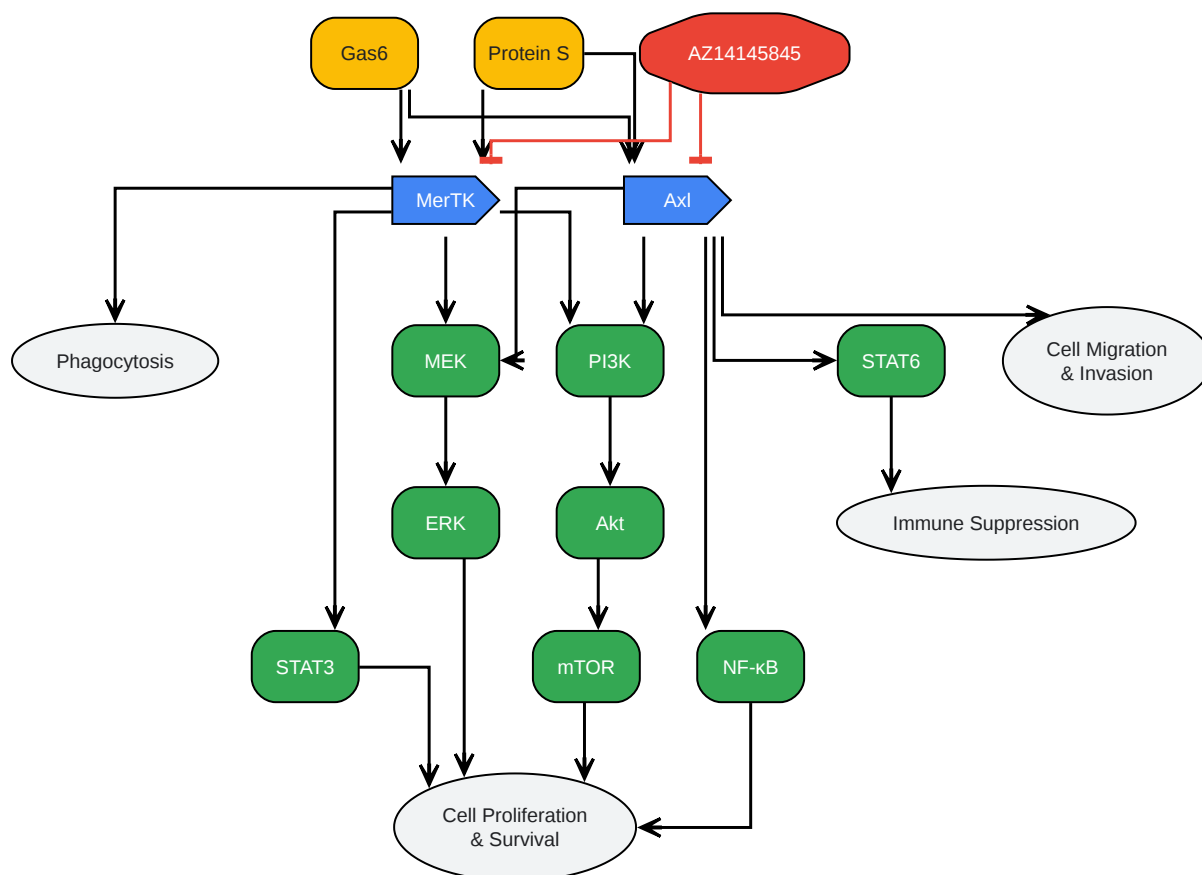 Gas6
Protein S
AZ14145845
MerTK
Axl
Phagocytosis
MEK
PI3K
STAT6
Cell Migration
& Invasion
ERK
Akt
Immune Suppression
STAT3
mTOR
NF-κB
Cell Proliferation
& Survival